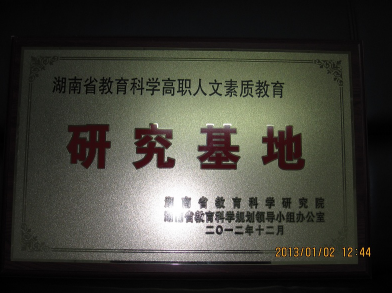 湖南省教育科学高职人文素质教育
研究基地
湖南省教育科学研究院
湖南省教育科学规划领导小组办公室
二〇一二年十二月
2013/01/02 12:44